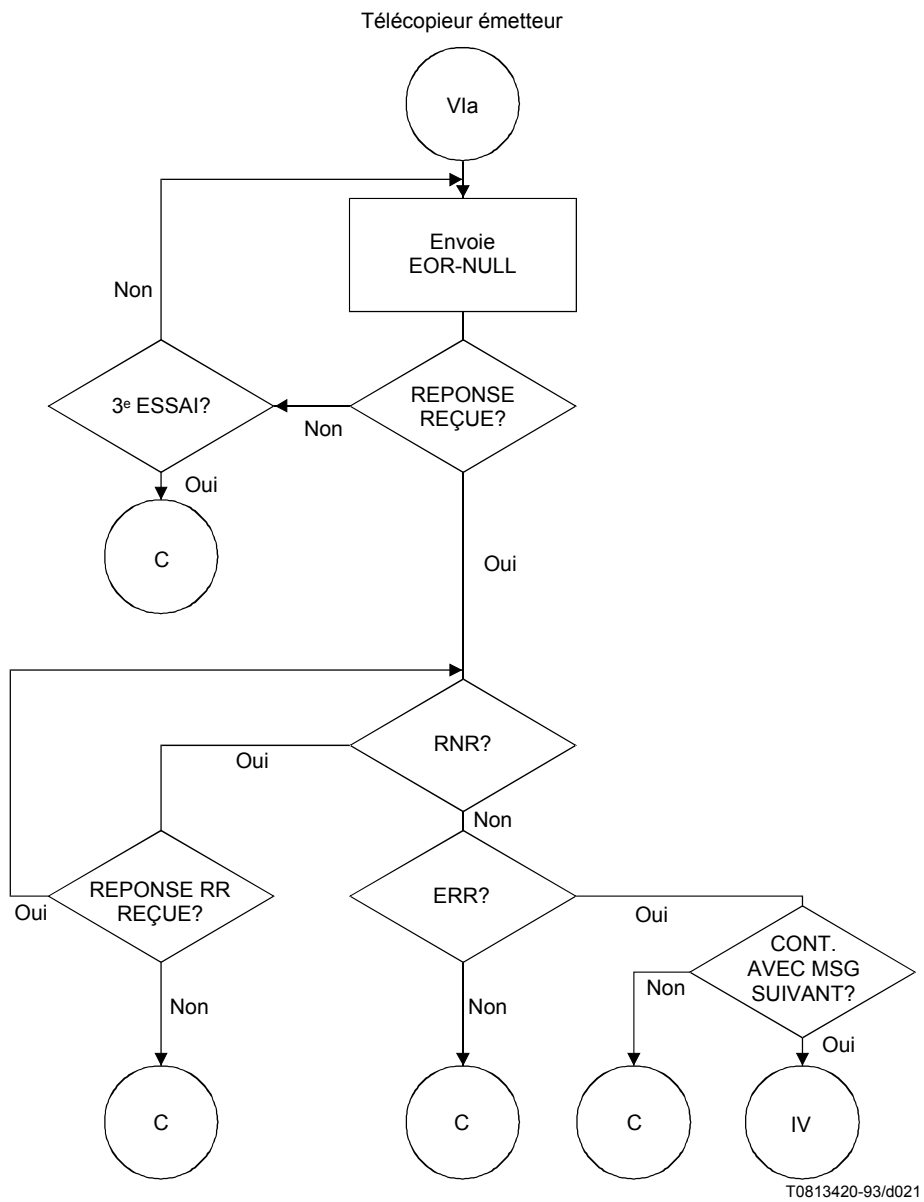 Télécopieur émetteur
VIa
Envoie
EOR-NULL
Non
3e ESSAI?
REPONSE
REÇUE?
Non
Oui
C
Oui
RNR?
Oui
Non
REPONSE RR
REÇUE?
ERR?
Oui
Oui
CONT.
AVEC MSG
SUIVANT?
Non
Non
Non
Oui
C
C
C
IV
T0813420-93/d021